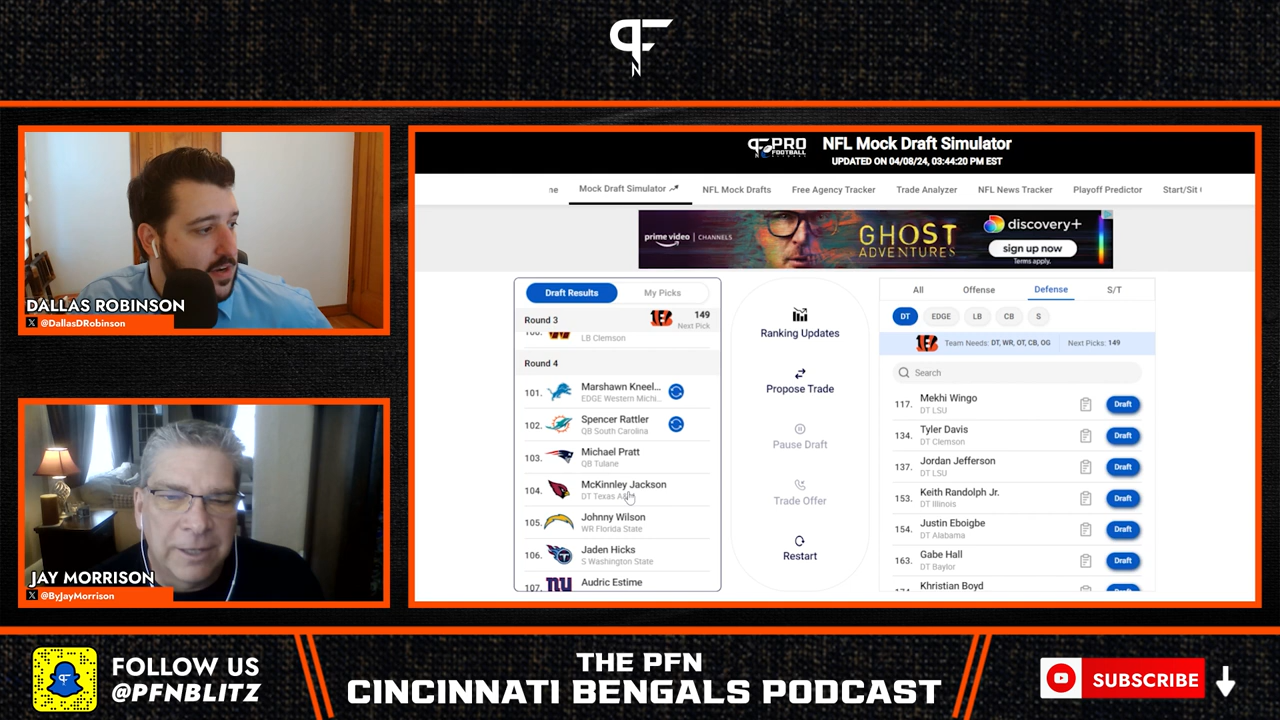 PF
N
DALLAS ROBINSON
X @DallasDRobinson
JAY MORRISON
X @ByJayMorrison
PRO FOOTBALL
NFL Mock Draft Simulator
UPDATED ON 04/08/24, 03:44:20 PM EST
ne Mock Draft Simulator NFL Mock Drafts Free Agency Tracker Trade Analyzer NFL News Tracker Playoff Predictor Start/Sit
prime video | CHANNELS
GHOST
ADVENTURES
discovery+
sign up now
Terms apply.
Draft Results My Picks
Round 3 149
Next Pick
LB Clemson
Round 4
101. Marshawn Kneel...
EDGE Western Michi...
102. Spencer Rattler
QB South Carolina
103. Michael Pratt
QB Tulane
104. McKinnley Jackson
DT Texas
105. Johnny Wilson
WR Florida State
106. Jaden Hicks
S Washington State
107. Audric Estime
Ranking Updates
Propose Trade
Pause Draft
Trade Offer
Restart
All Offense Defense S/T
DT EDGE LB CB S
Team Needs: DT, WR, OT, CB, OG Next Picks: 149
Search
117. Mekhi Wingo Draft
DT LSU
134. Tyler Davis Draft
DT Clemson
137. Jordan Jefferson Draft
DT LSU
153. Keith Randolph Jr. Draft
DT Illinois
154. Justin Eboigbe Draft
DT Alabama
163. Gabe Hall Draft
DT Baylor
Khristian Boyd
FOLLOW US
@PFNBLITZ
THE PFN
CINCINNATI BENGALS PODCAST
SUBSCRIBE